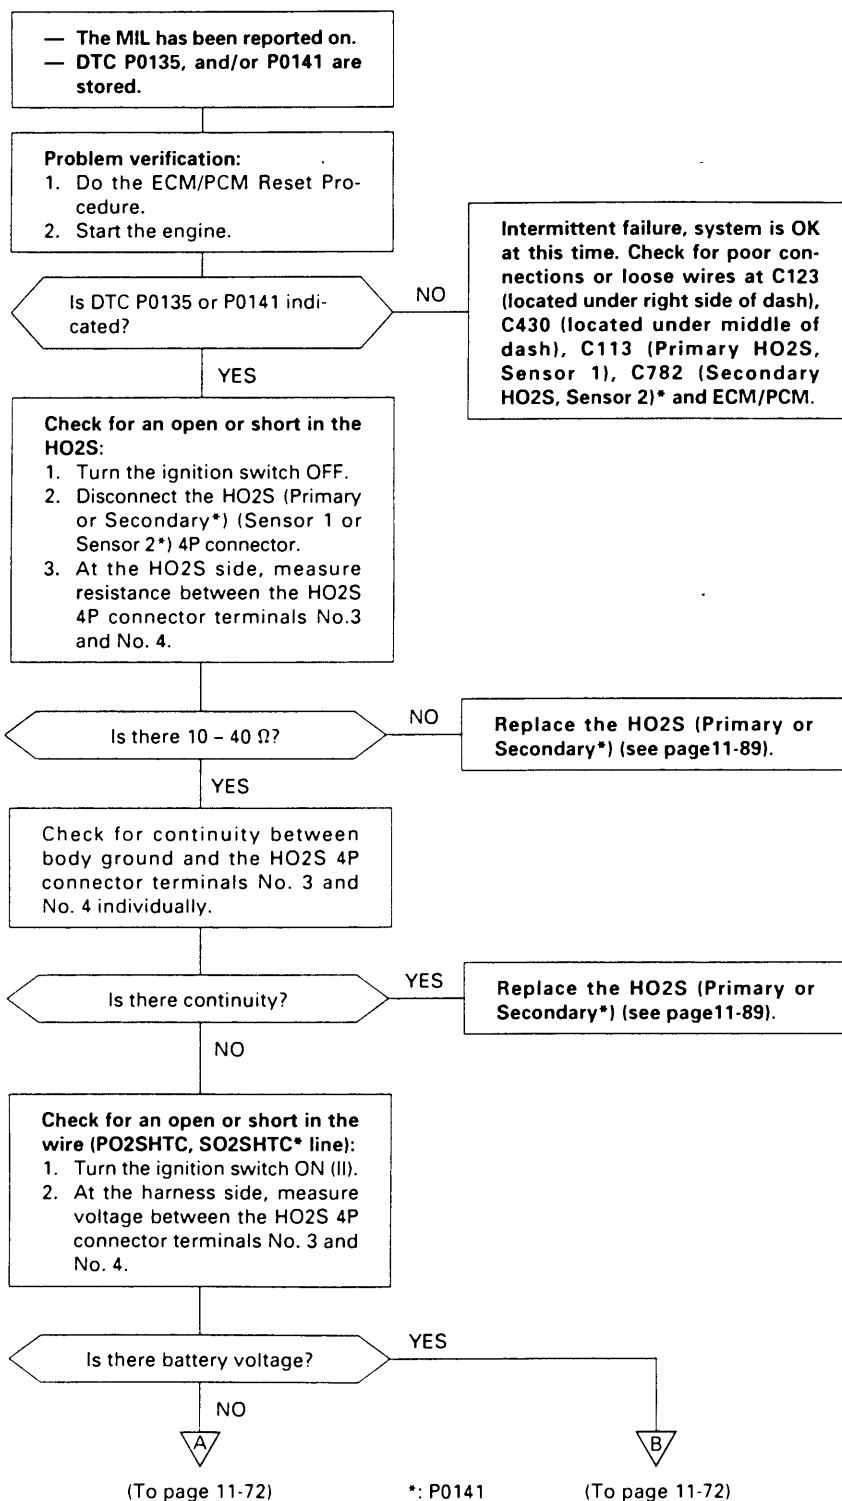 — The MIL has been reported on.
— DTC P0135, and/or P0141 are
stored.
Problem verification:
1. Do the ECM/PCM Reset Pro-
cedure.
2. Start the engine.
Is DTC P0135 or P0141 indi-
cated?
NO
Intermittent failure, system is OK
at this time. Check for poor con-
nections or loose wires at C123
(located under right side of dash),
C430 (located under middle of
dash), C113 (Primary HO2S,
Sensor 1), C782 (Secondary
HO2S, Sensor 2)* and ECM/PCM.
YES
Check for an open or short in the
HO2S:
1. Turn the ignition switch OFF.
2. Disconnect the HO2S (Primary
or Secondary*) (Sensor 1 or
Sensor 2*) 4P connector.
3. At the HO2S side, measure
resistance between the HO2S
4P connector terminals No.3
and No. 4.
Is there 10 – 40 Ω?
NO
Replace the HO2S (Primary or
Secondary*) (see page11-89).
YES
Check for continuity between
body ground and the HO2S 4P
connector terminals No. 3 and
No. 4 individually.
Is there continuity?
YES
Replace the HO2S (Primary or
Secondary*) (see page11-89).
NO
Check for an open or short in the
wire (PO2SHTC, SO2SHTC* line):
1. Turn the ignition switch ON (II).
2. At the harness side, measure
voltage between the HO2S 4P
connector terminals No. 3 and
No. 4.
Is there battery voltage?
YES
NO
A
B
(To page 11-72)
*: P0141
(To page 11-72)